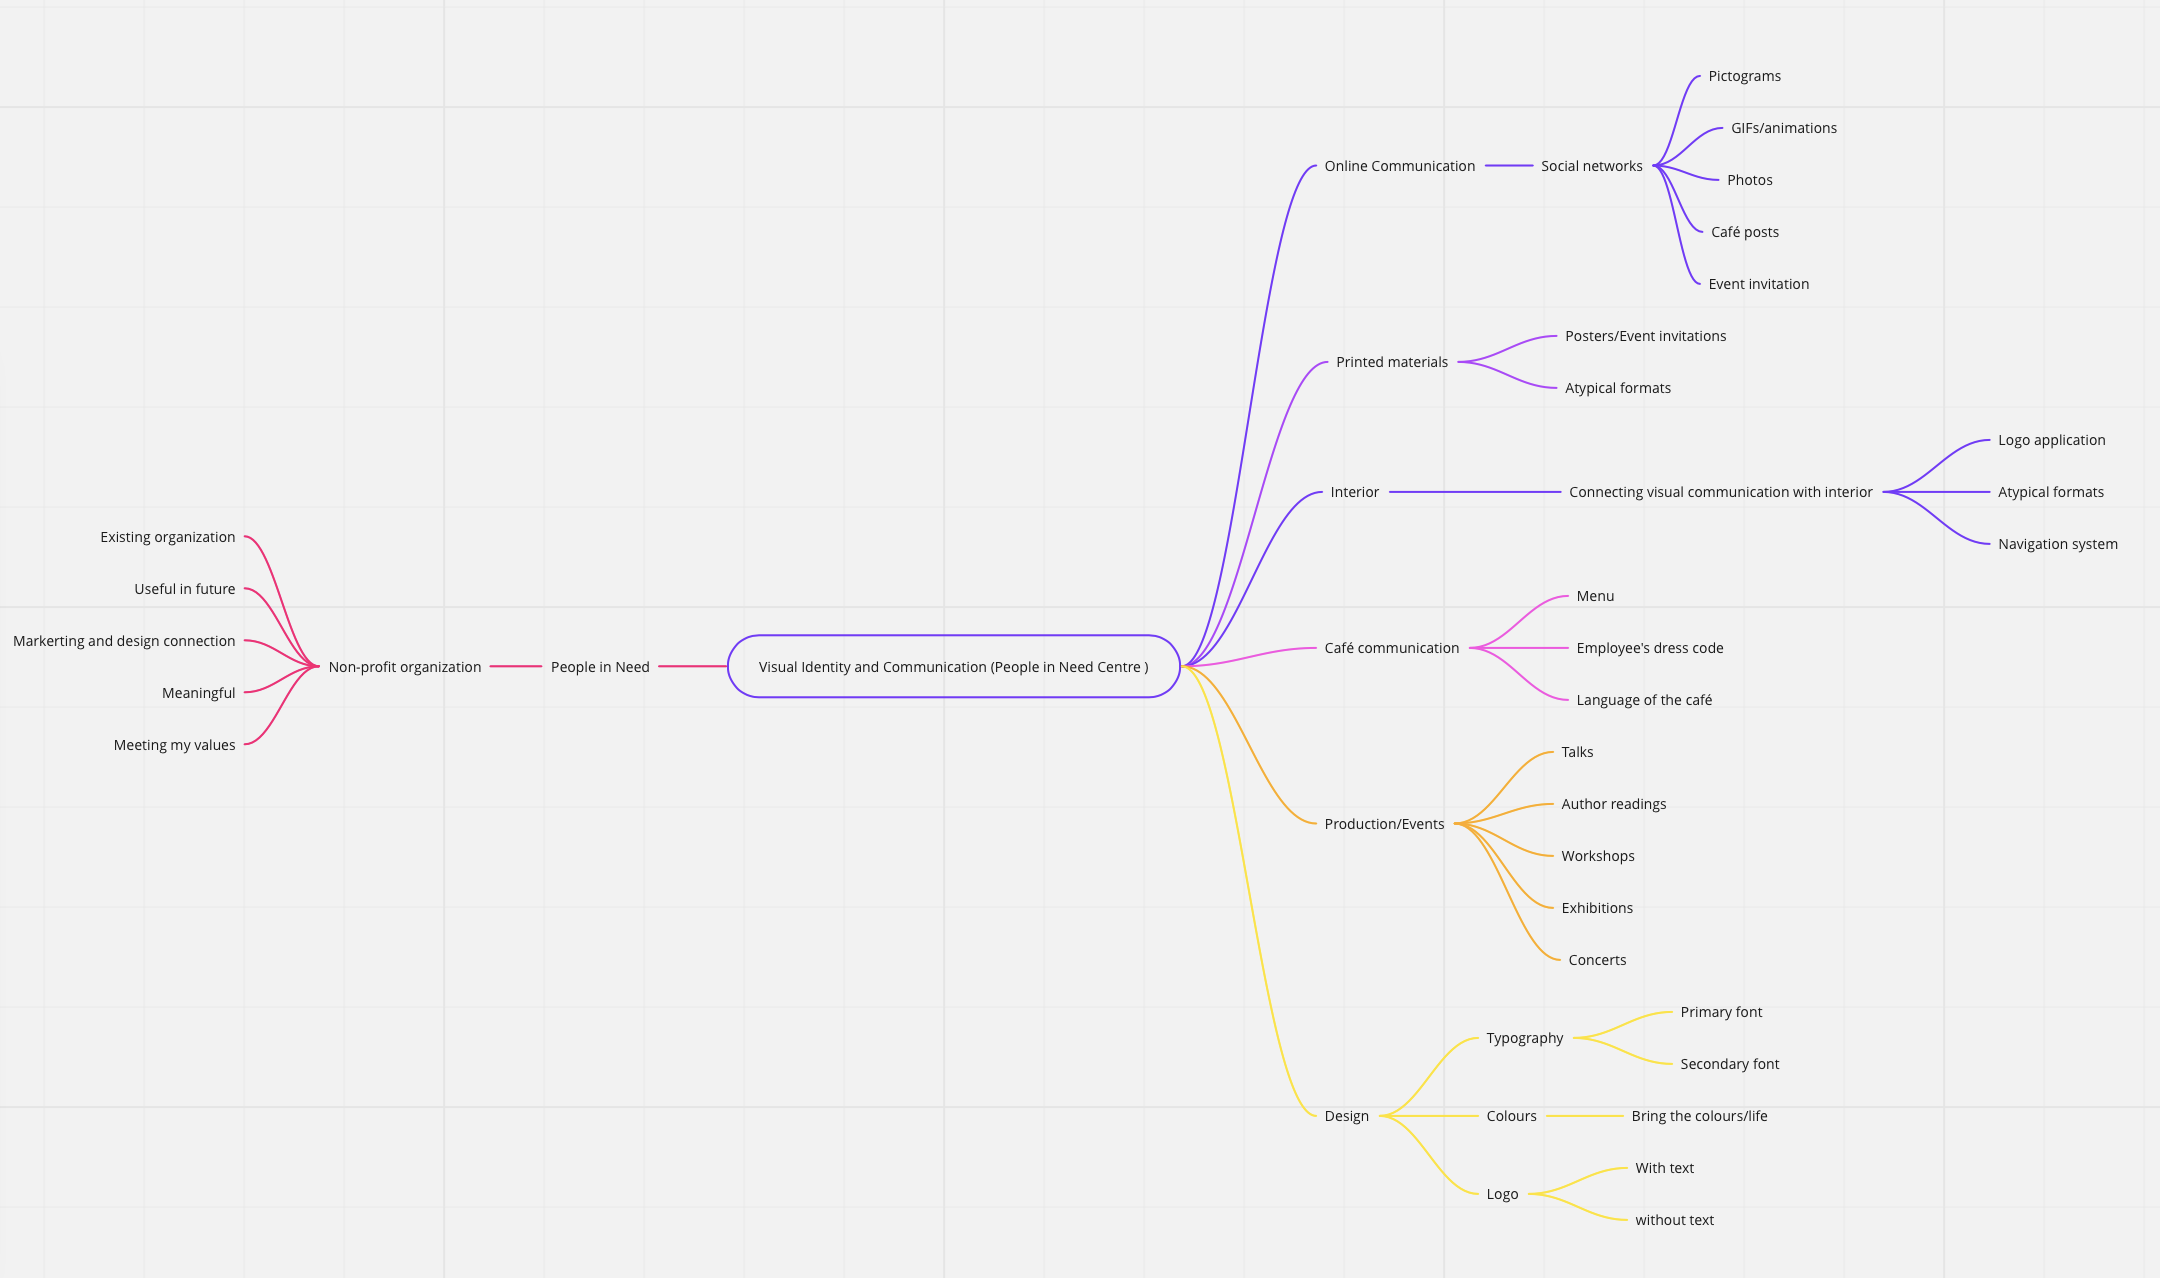 Visual Identity and Communication (People in Need Centre )
People in Need
Non-profit organization
Existing organization
Useful in future
Markerting and design connection
Meaningful
Meeting my values
Online Communication
Social networks
Pictograms
GIFs/animations
Photos
Café posts
Event invitation
Printed materials
Posters/Event invitations
Atypical formats
Interior
Connecting visual communication with interior
Logo application
Atypical formats
Navigation system
Café communication
Menu
Employee's dress code
Language of the café
Production/Events
Talks
Author readings
Workshops
Exhibitions
Concerts
Design
Typography
Primary font
Secondary font
Colours
Bring the colours/life
Logo
With text
without text